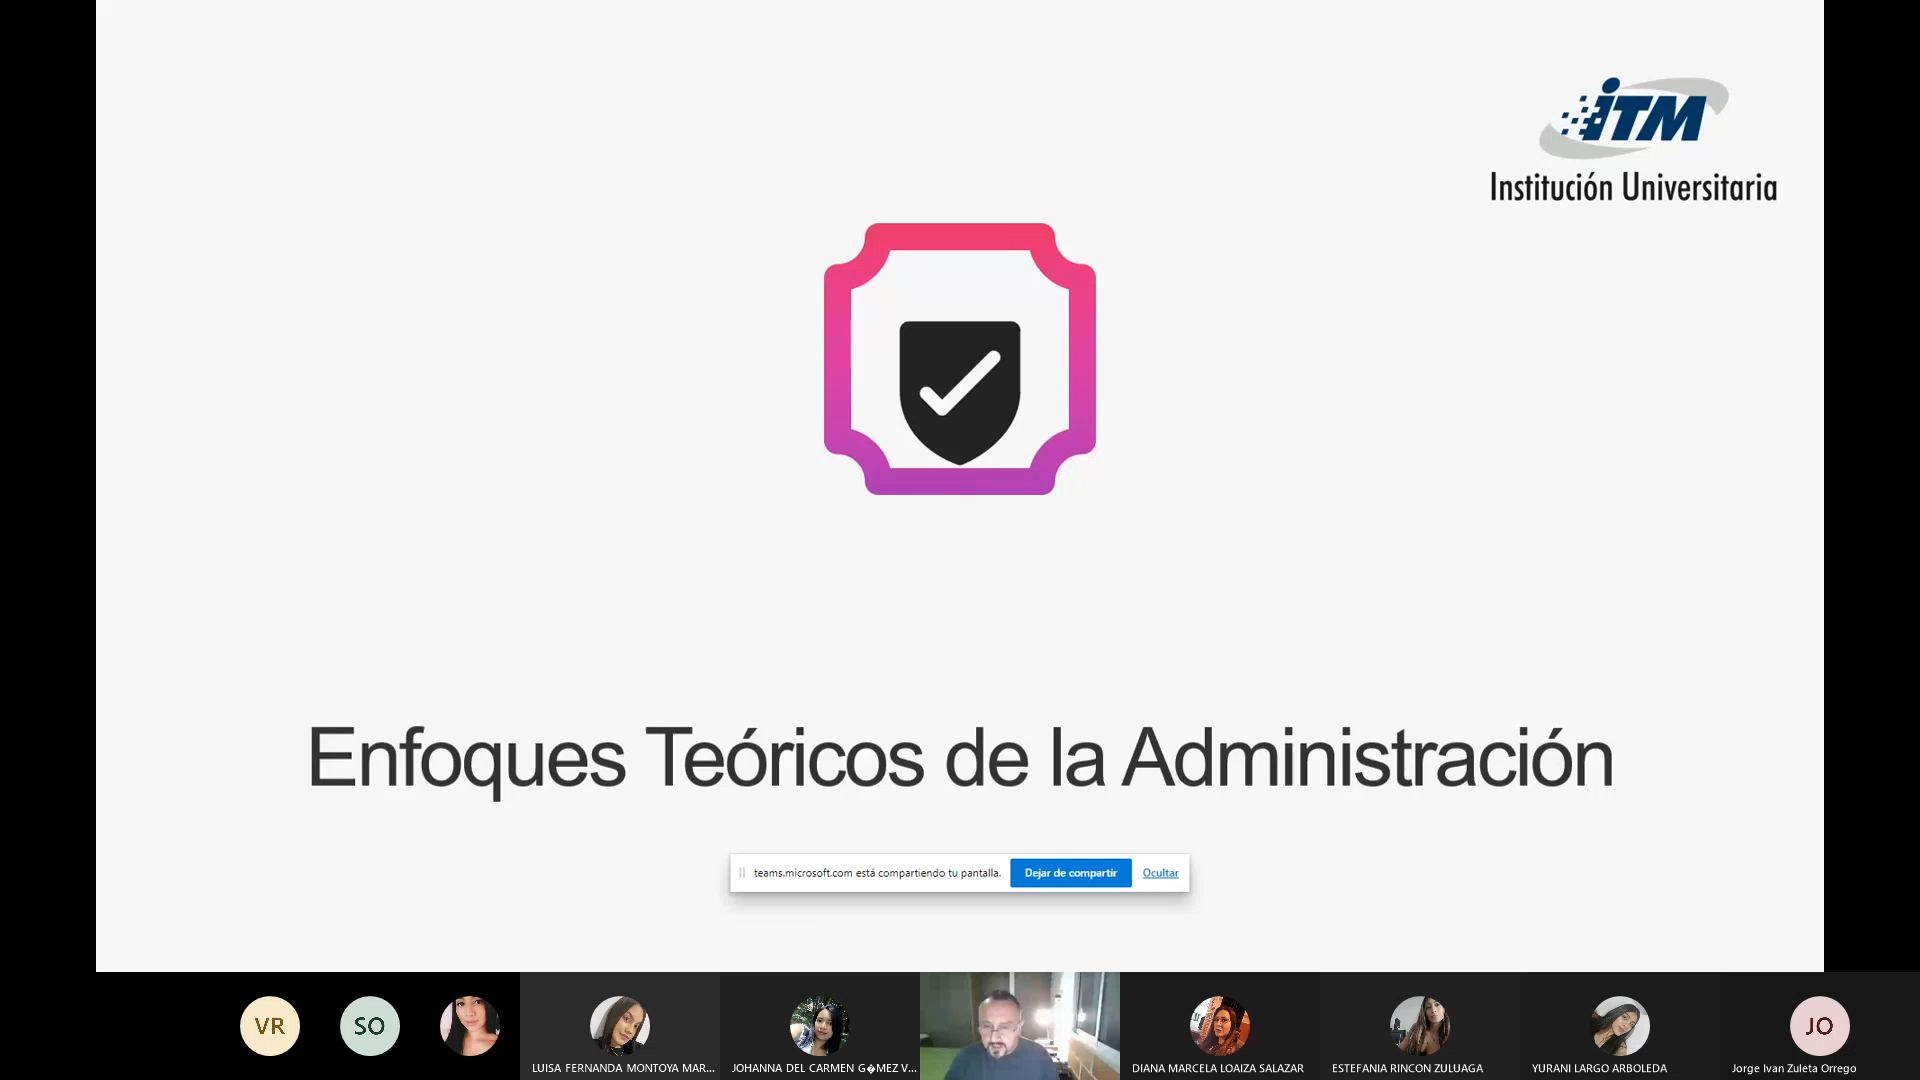 iTM
Institución Universitaria
Enfoques Teóricos de la Administración
teams.microsoft.com está compartiendo tu pantalla.
Dejar de compartir
Ocultar
VR
SO
JO
LUISA FERNANDA MONTOYA MAR...
JOHANNA DEL CARMEN G�MEZ V...
DIANA MARCELA LOAIZA SALAZAR
ESTEFANIA RINCON ZULUAGA
YURANI LARGO ARBOLEDA
Jorge Ivan Zuleta Orrego